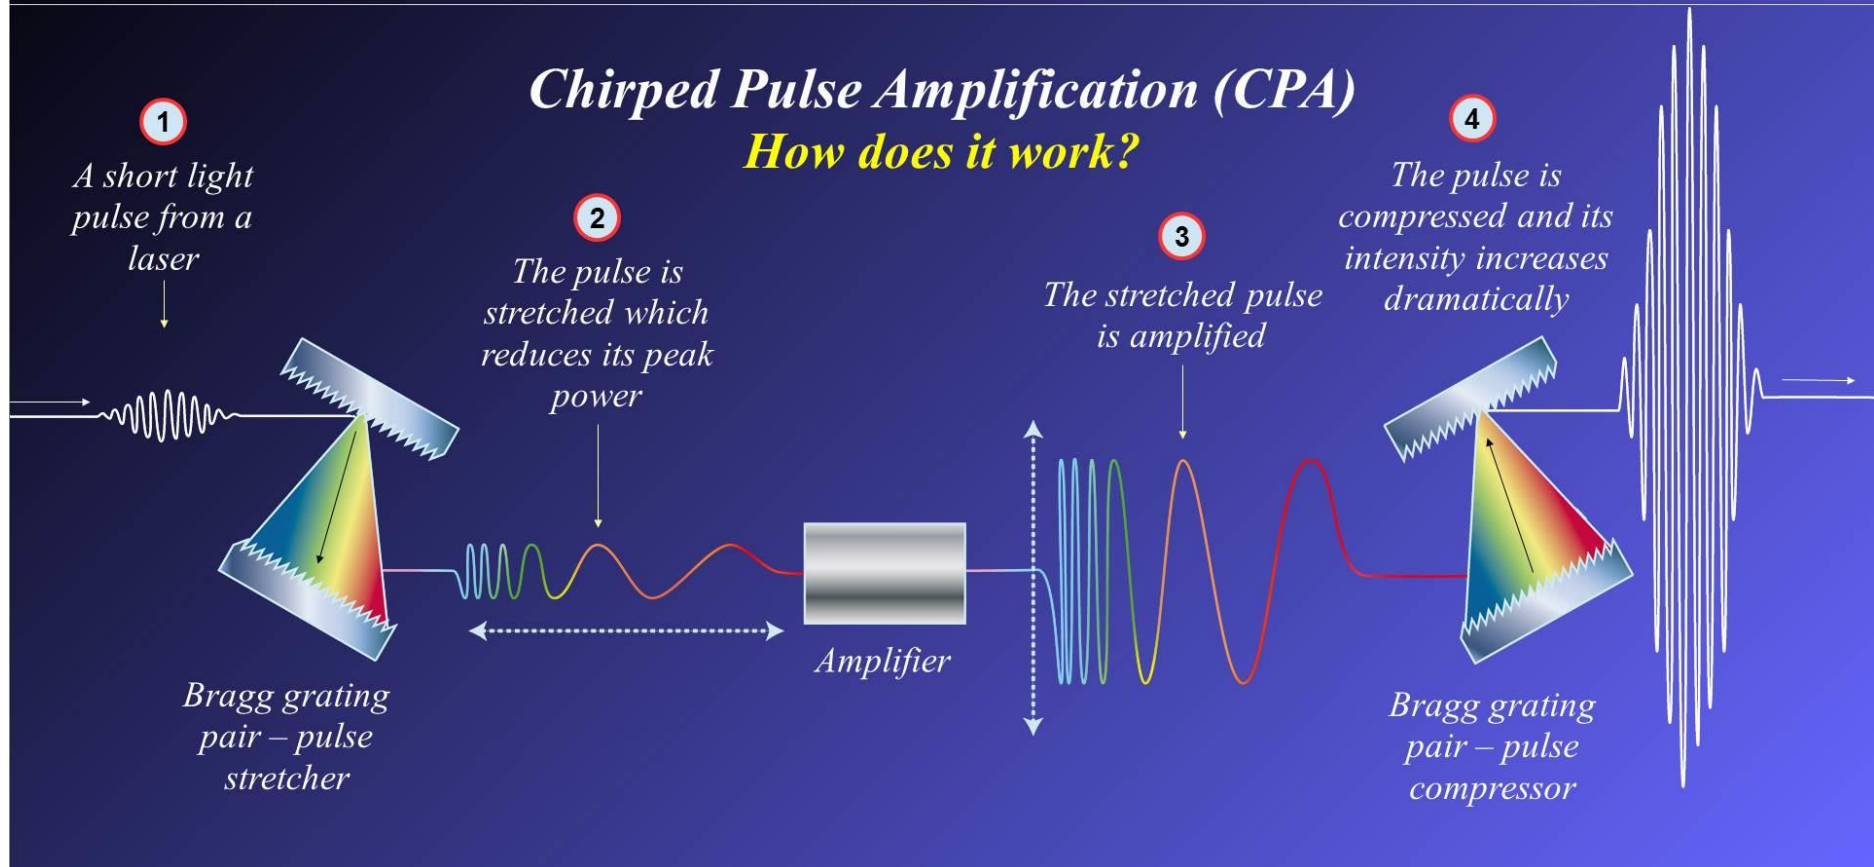 Chirped Pulse Amplification (CPA)
How does it work?
1
A short light
pulse from a
laser
2
The pulse is
stretched which
reduces its peak
power
3
The stretched pulse
is amplified
4
The pulse is
compressed and its
intensity increases
dramatically
Bragg grating
pair – pulse
stretcher
Amplifier
Bragg grating
pair – pulse
compressor